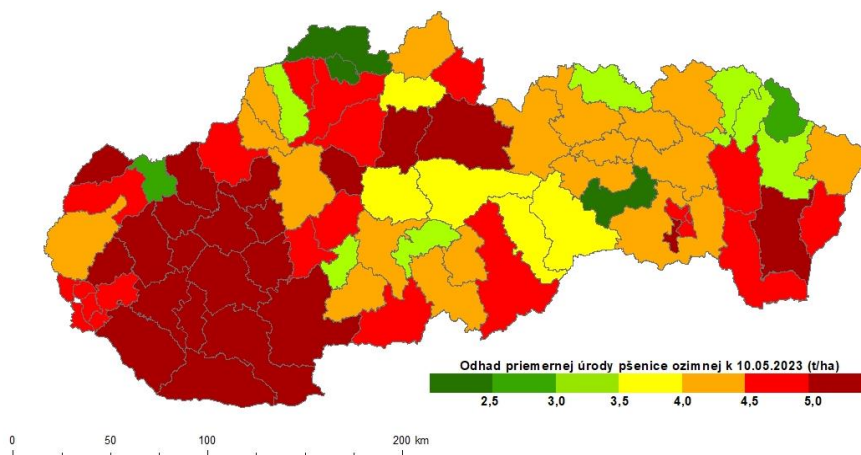 Odhad priemernej úrody pšenice ozimnej k 10.05.2023 (t/ha)
2,5 3,0 3,5 4,0 4,5 5,0
0 50 100 200 km